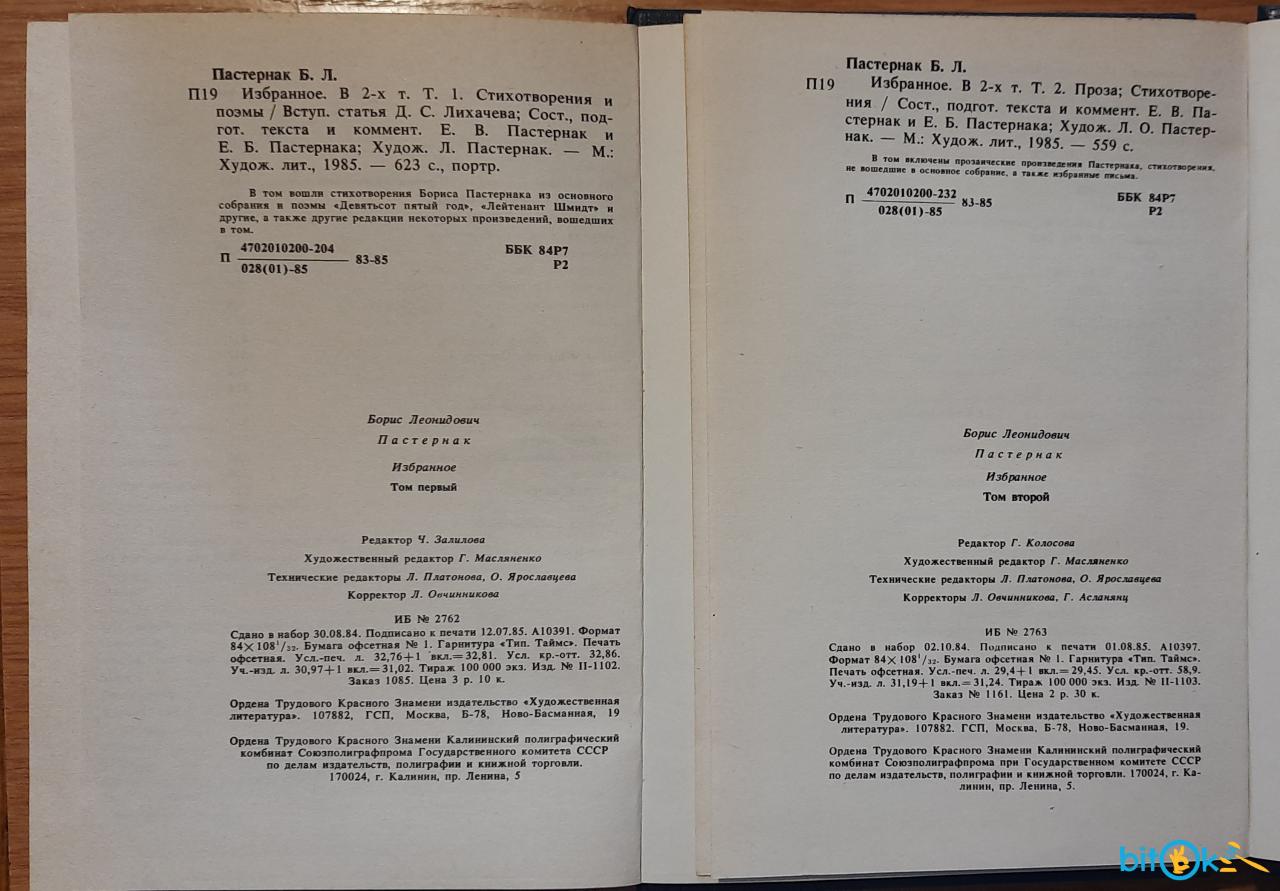 Пастернак Б. Л.
П19 Избранное. В 2-х т. Т. 1. Стихотворения и
поэмы / Вступ. статья Д. С. Лихачева; Сост., под-
гот. текста и коммент. Е. В. Пастернак и
Е. Б. Пастернака; Худож. Л. Пастернак. — М.:
Худож. лит., 1985. — 623 с., портр.
В том вошли стихотворения Бориса Пастернака из основного
собрания и поэмы «Девятьсот пятый год», «Лейтенант Шмидт» и
другие, а также другие редакции некоторых произведений, вошедших
в том.
П 4702010200-204 83-85
028(01)-85
ББК 84Р7
Р2
Борис Леонидович
Пастернак
Избранное
Том первый
Редактор Ч. Залилова
Художественный редактор Г. Масляненко
Технические редакторы Л. Платонова, О. Ярославцева
Корректор Л. Овчинникова
ИБ № 2762
Сдано в набор 30.08.84. Подписано к печати 12.07.85. А10391. Формат
84×108¹/₃₂. Бумага офсетная № 1. Гарнитура «Тип. Таймс». Печать
офсетная. Усл.-печ. л. 32,76+1 вкл.=32,81. Усл. кр.-отт. 32,86.
Уч.-изд. л. 30,97+1 вкл.=31,02. Тираж 100 000 экз. Изд. № II-1102.
Заказ 1085. Цена 3 р. 10 к.
Ордена Трудового Красного Знамени издательство «Художественная
литература». 107882, ГСП, Москва, Б-78, Ново-Басманная, 19
Ордена Трудового Красного Знамени Калининский полиграфический
комбинат Союзполиграфпрома Государственного комитета СССР
по делам издательств, полиграфии и книжной торговли.
170024, г. Калинин, пр. Ленина, 5
Пастернак Б. Л.
П19 Избранное. В 2-х т. Т. 2. Проза; Стихотворе-
ния / Сост., подгот. текста и коммент. Е. В. Па-
стернак и Е. Б. Пастернака; Худож. Л. О. Пастер-
нак. — М.: Худож. лит., 1985. — 559 с.
В том включены прозаические произведения Пастернака, стихотворения,
не вошедшие в основное собрание, а также избранные письма.
П 4702010200-232 83-85
028(01)-85
ББК 84Р7
Р2
Борис Леонидович
Пастернак
Избранное
Том второй
Редактор Г. Колосова
Художественный редактор Г. Масляненко
Технические редакторы Л. Платонова, О. Ярославцева
Корректоры Л. Овчинникова, Г. Асланянц
ИБ № 2763
Сдано в набор 02.10.84. Подписано к печати 01.08.85. А10397.
Формат 84×108¹/₃₂. Бумага офсетная № 1. Гарнитура «Тип. Таймс».
Печать офсетная. Усл.-печ. л. 29,4+1 вкл.=29,45. Усл. кр.-отт. 58,9.
Уч.-изд. л. 31,19+1 вкл.=31,24. Тираж 100 000 экз. Изд. № II-1103.
Заказ № 1161. Цена 2 р. 30 к.
Ордена Трудового Красного Знамени издательство «Художественная
литература». 107882. ГСП, Москва, Б-78, Ново-Басманная, 19.
Ордена Трудового Красного Знамени Калининский полиграфический
комбинат Союзполиграфпрома при Государственном комитете СССР
по делам издательств, полиграфии и книжной торговли. 170024, г. Ка-
линин, пр. Ленина, 5.
bitOk